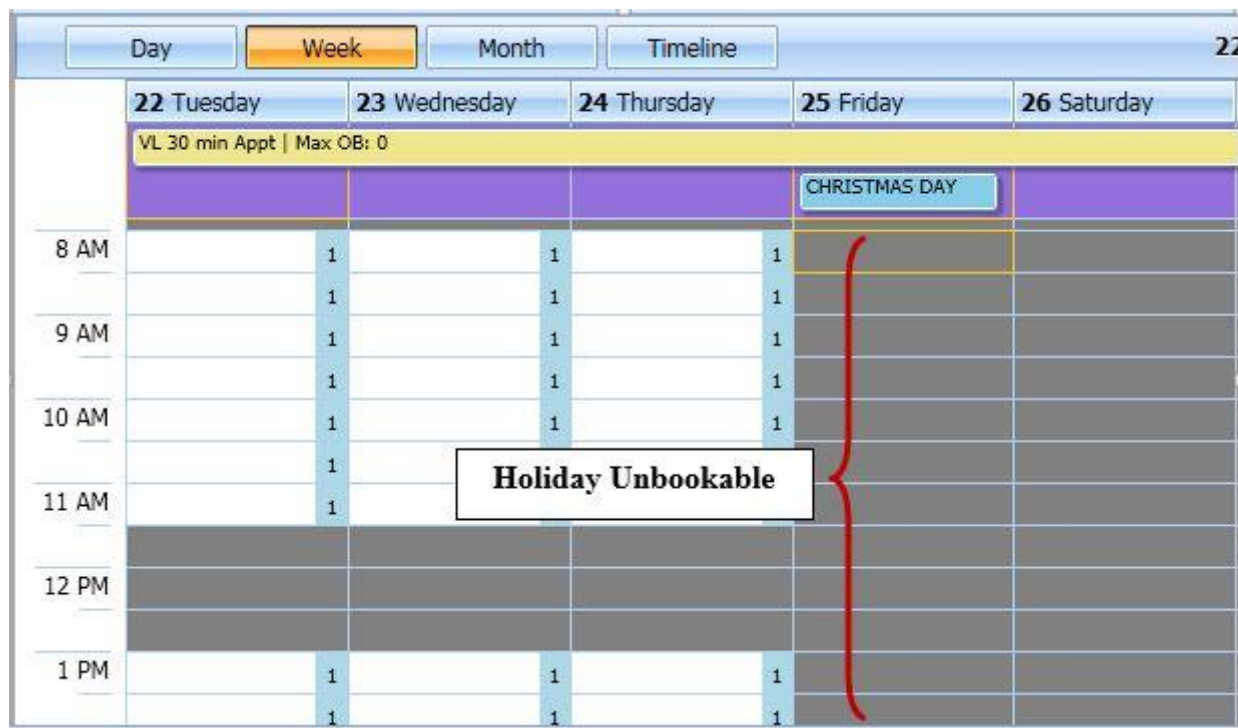 Day Week Month Timeline 22
22 Tuesday 23 Wednesday 24 Thursday 25 Friday 26 Saturday
VL 30 min Appt | Max OB: 0
CHRISTMAS DAY
8 AM 1 1 1
1 1 1
9 AM 1 1 1
1 1 1
10 AM 1 1 1
1
Holiday Unbookable
11 AM 1
12 PM
1 PM 1 1 1
1 1 1